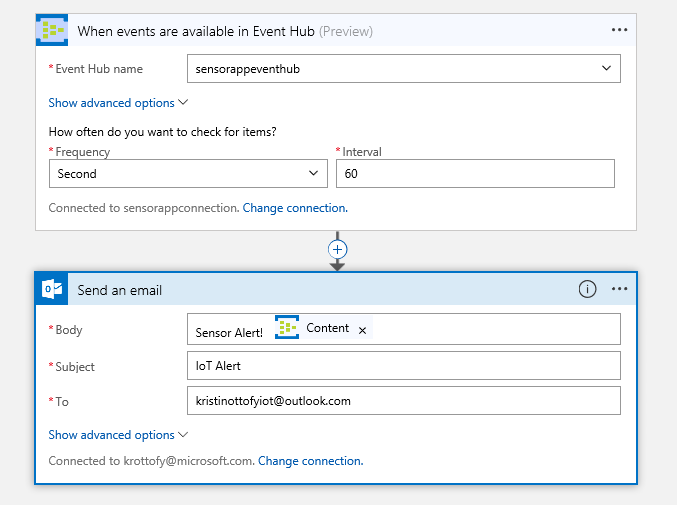 When events are available in Event Hub (Preview) ...
* Event Hub name sensorappeventhub
Show advanced options
How often do you want to check for items?
* Frequency * Interval
Second 60
Connected to sensorappconnection. Change connection.
Send an email ...
* Body Sensor Alert! Content x
* Subject IoT Alert
* To kristinottofyiot@outlook.com
Show advanced options
Connected to krottofy@microsoft.com. Change connection.